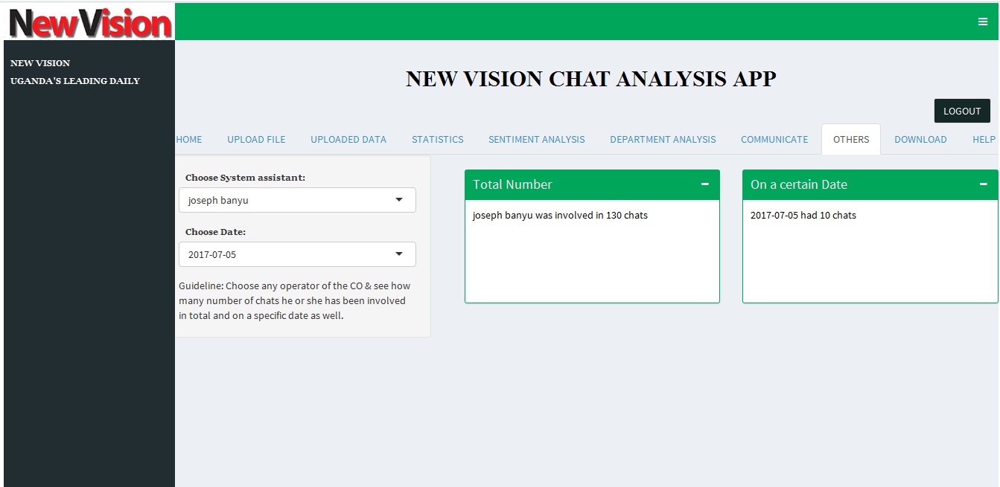 New Vision
NEW VISION
UGANDA'S LEADING DAILY
NEW VISION CHAT ANALYSIS APP
LOGOUT
HOME UPLOAD FILE UPLOADED DATA STATISTICS SENTIMENT ANALYSIS DEPARTMENT ANALYSIS COMMUNICATE OTHERS DOWNLOAD HELP
Choose System assistant:
joseph banyu
Choose Date:
2017-07-05
Guideline: Choose any operator of the CO & see how
many number of chats he or she has been involved
in total and on a specific date as well.
Total Number
joseph banyu was involved in 130 chats
On a certain Date
2017-07-05 had 10 chats